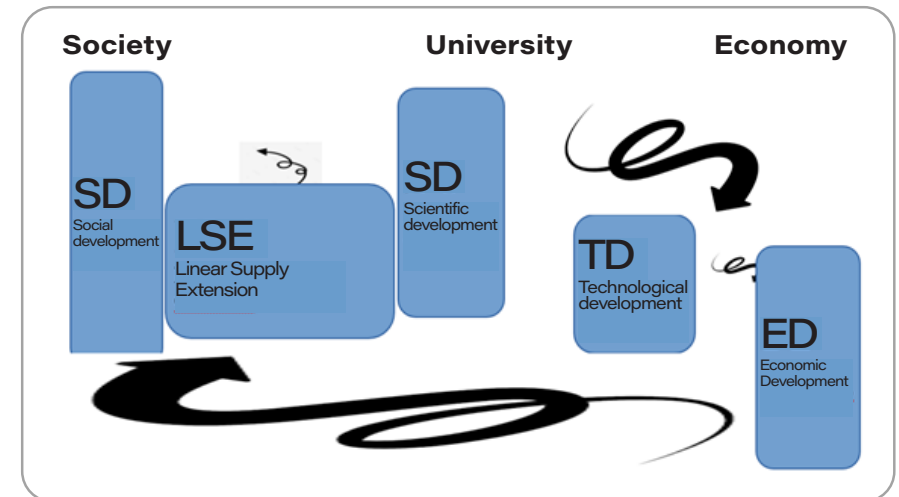 Society
University
Economy
SD
Social
development
LSE
Linear Supply
Extension
SD
Scientific
development
TD
Technological
development
ED
Economic
Development